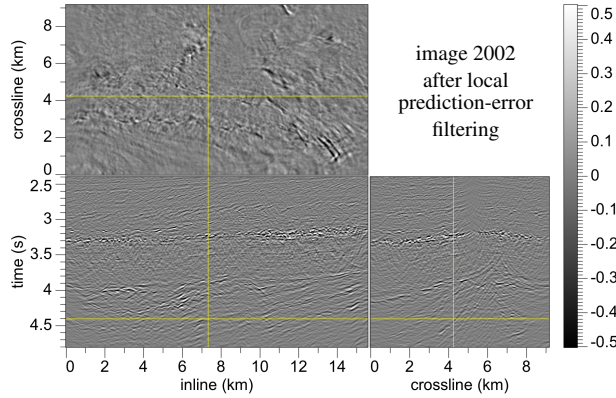 8
6
4
2
0
crossline (km)
image 2002
after local
prediction-error
filtering
2.5
3
3.5
4
4.5
time (s)
0 2 4 6 8 10 12 14
inline (km)
0 2 4 6 8
crossline (km)
0.5
0.4
0.3
0.2
0.1
0
-0.1
-0.2
-0.3
-0.4
-0.5